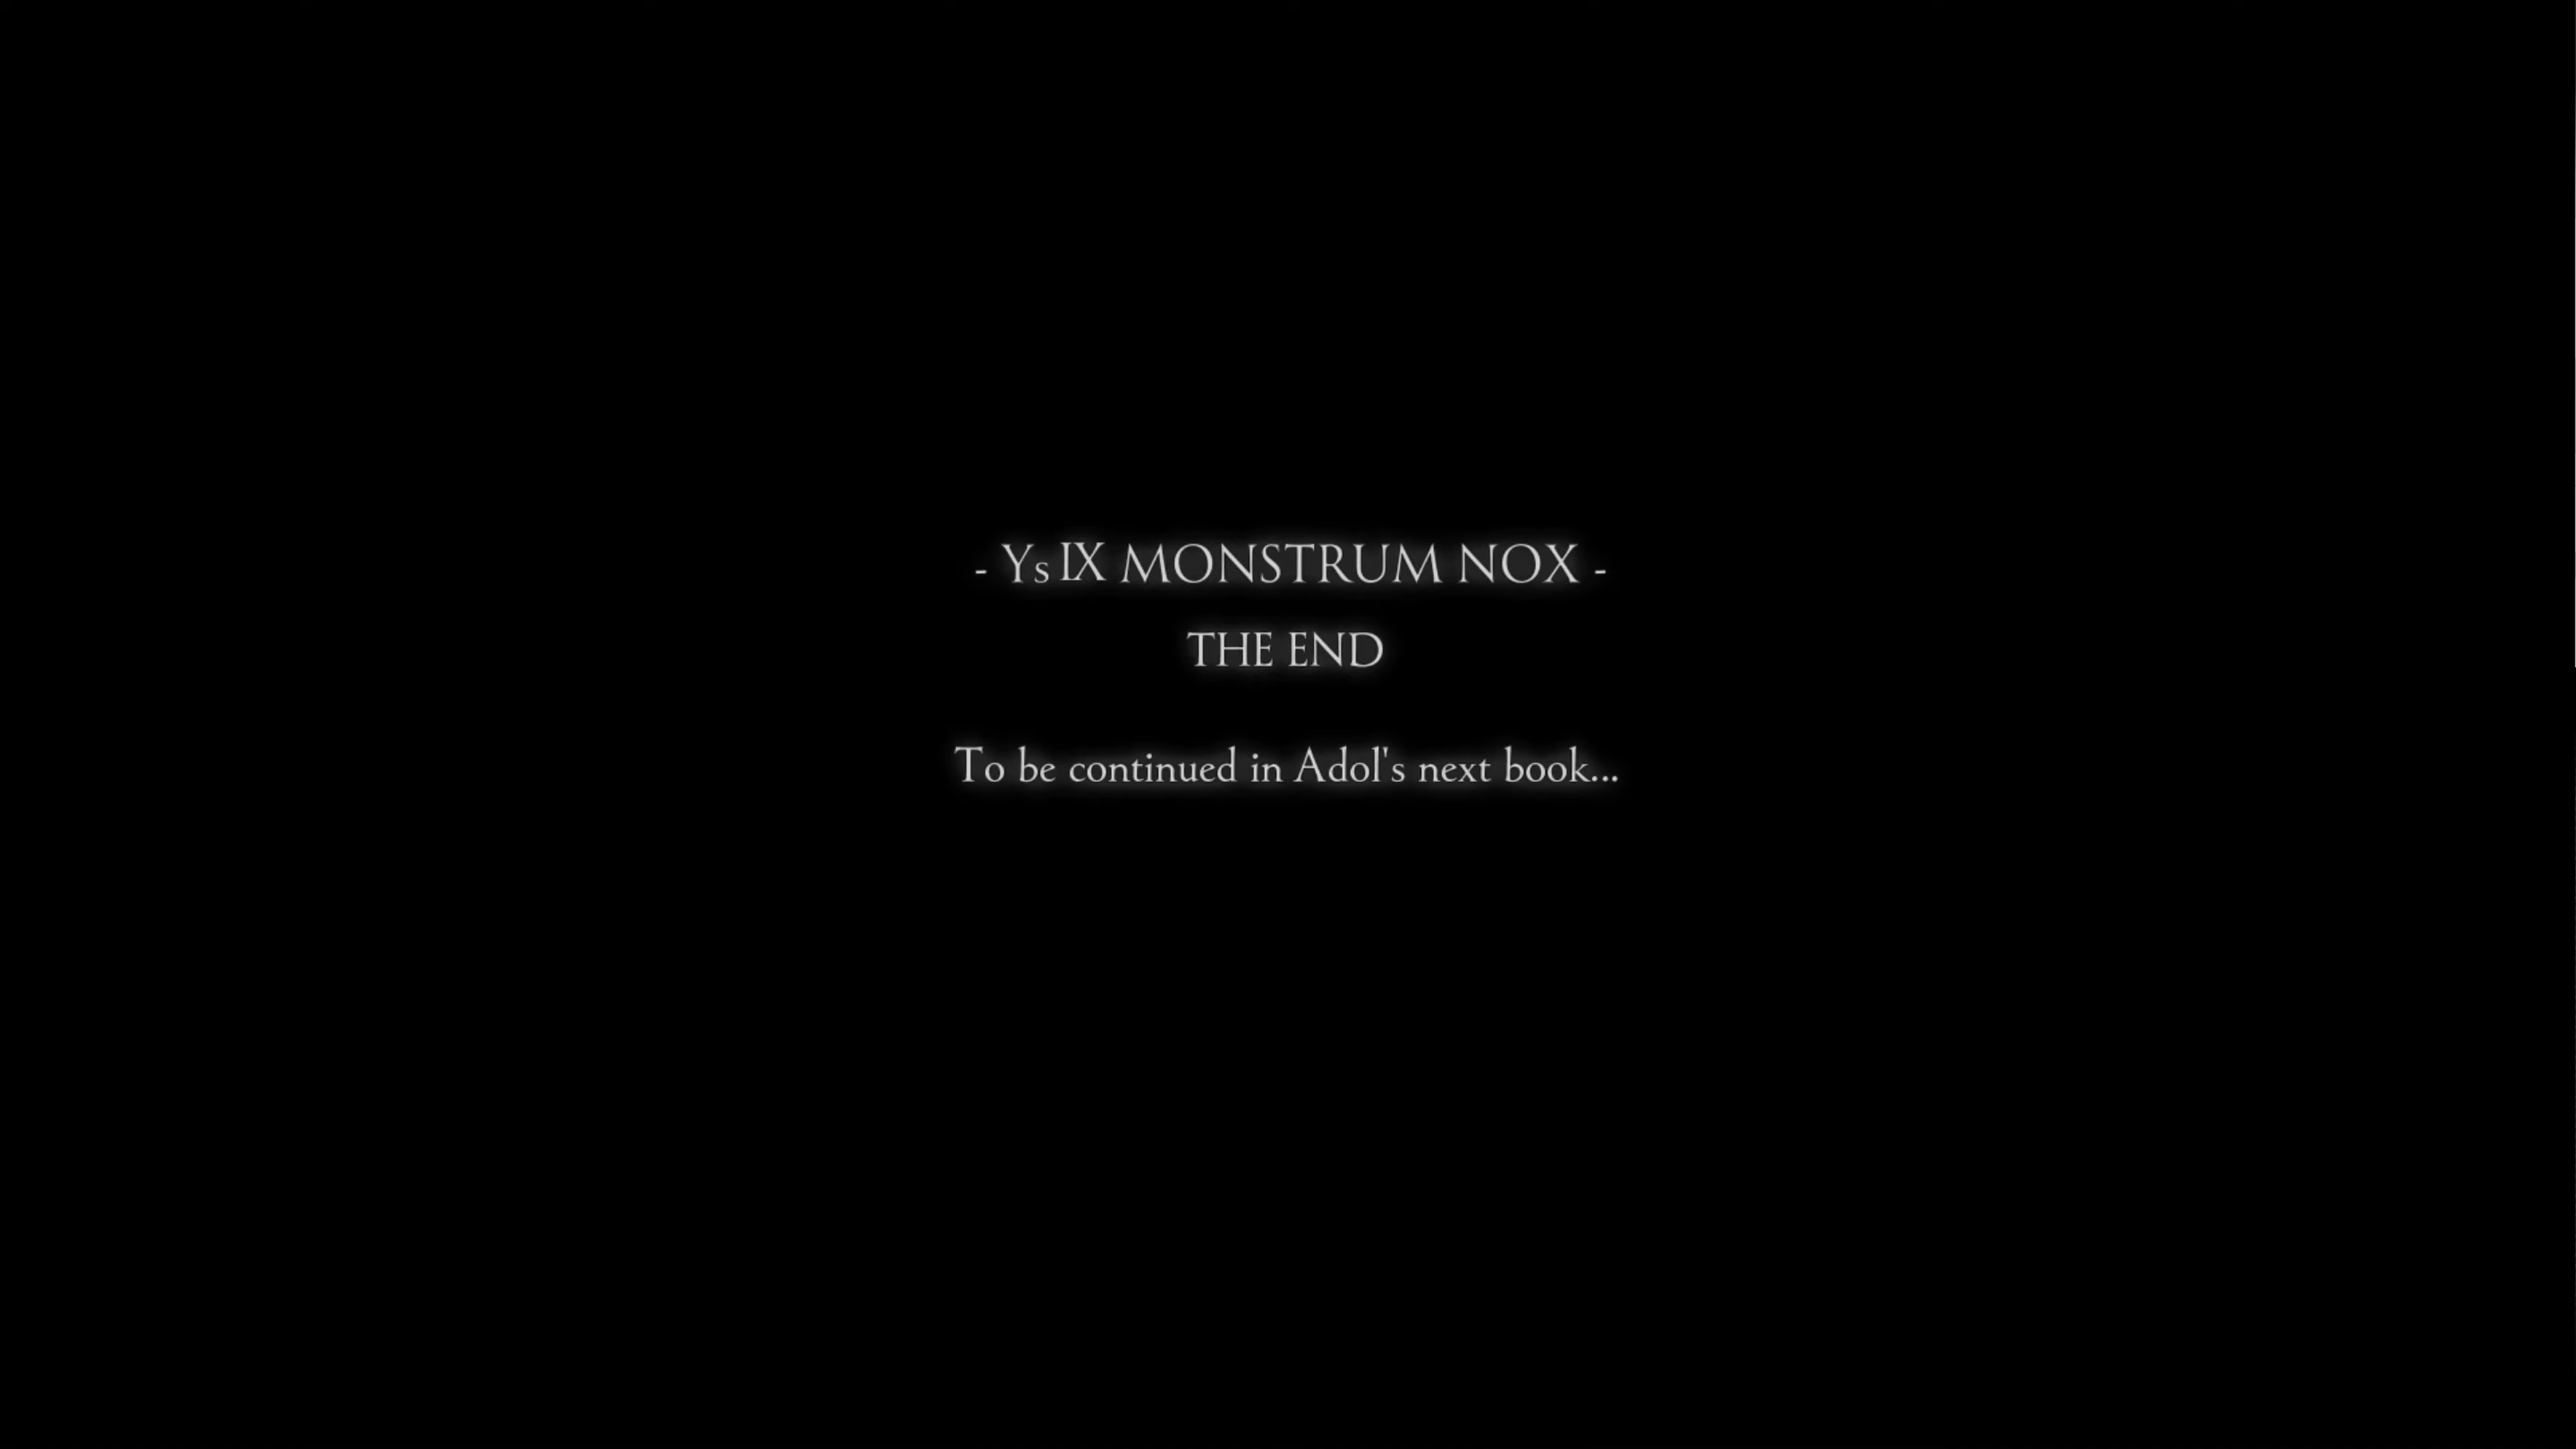 - Ys IX MONSTRUM NOX -
THE END
To be continued in Adol's next book...